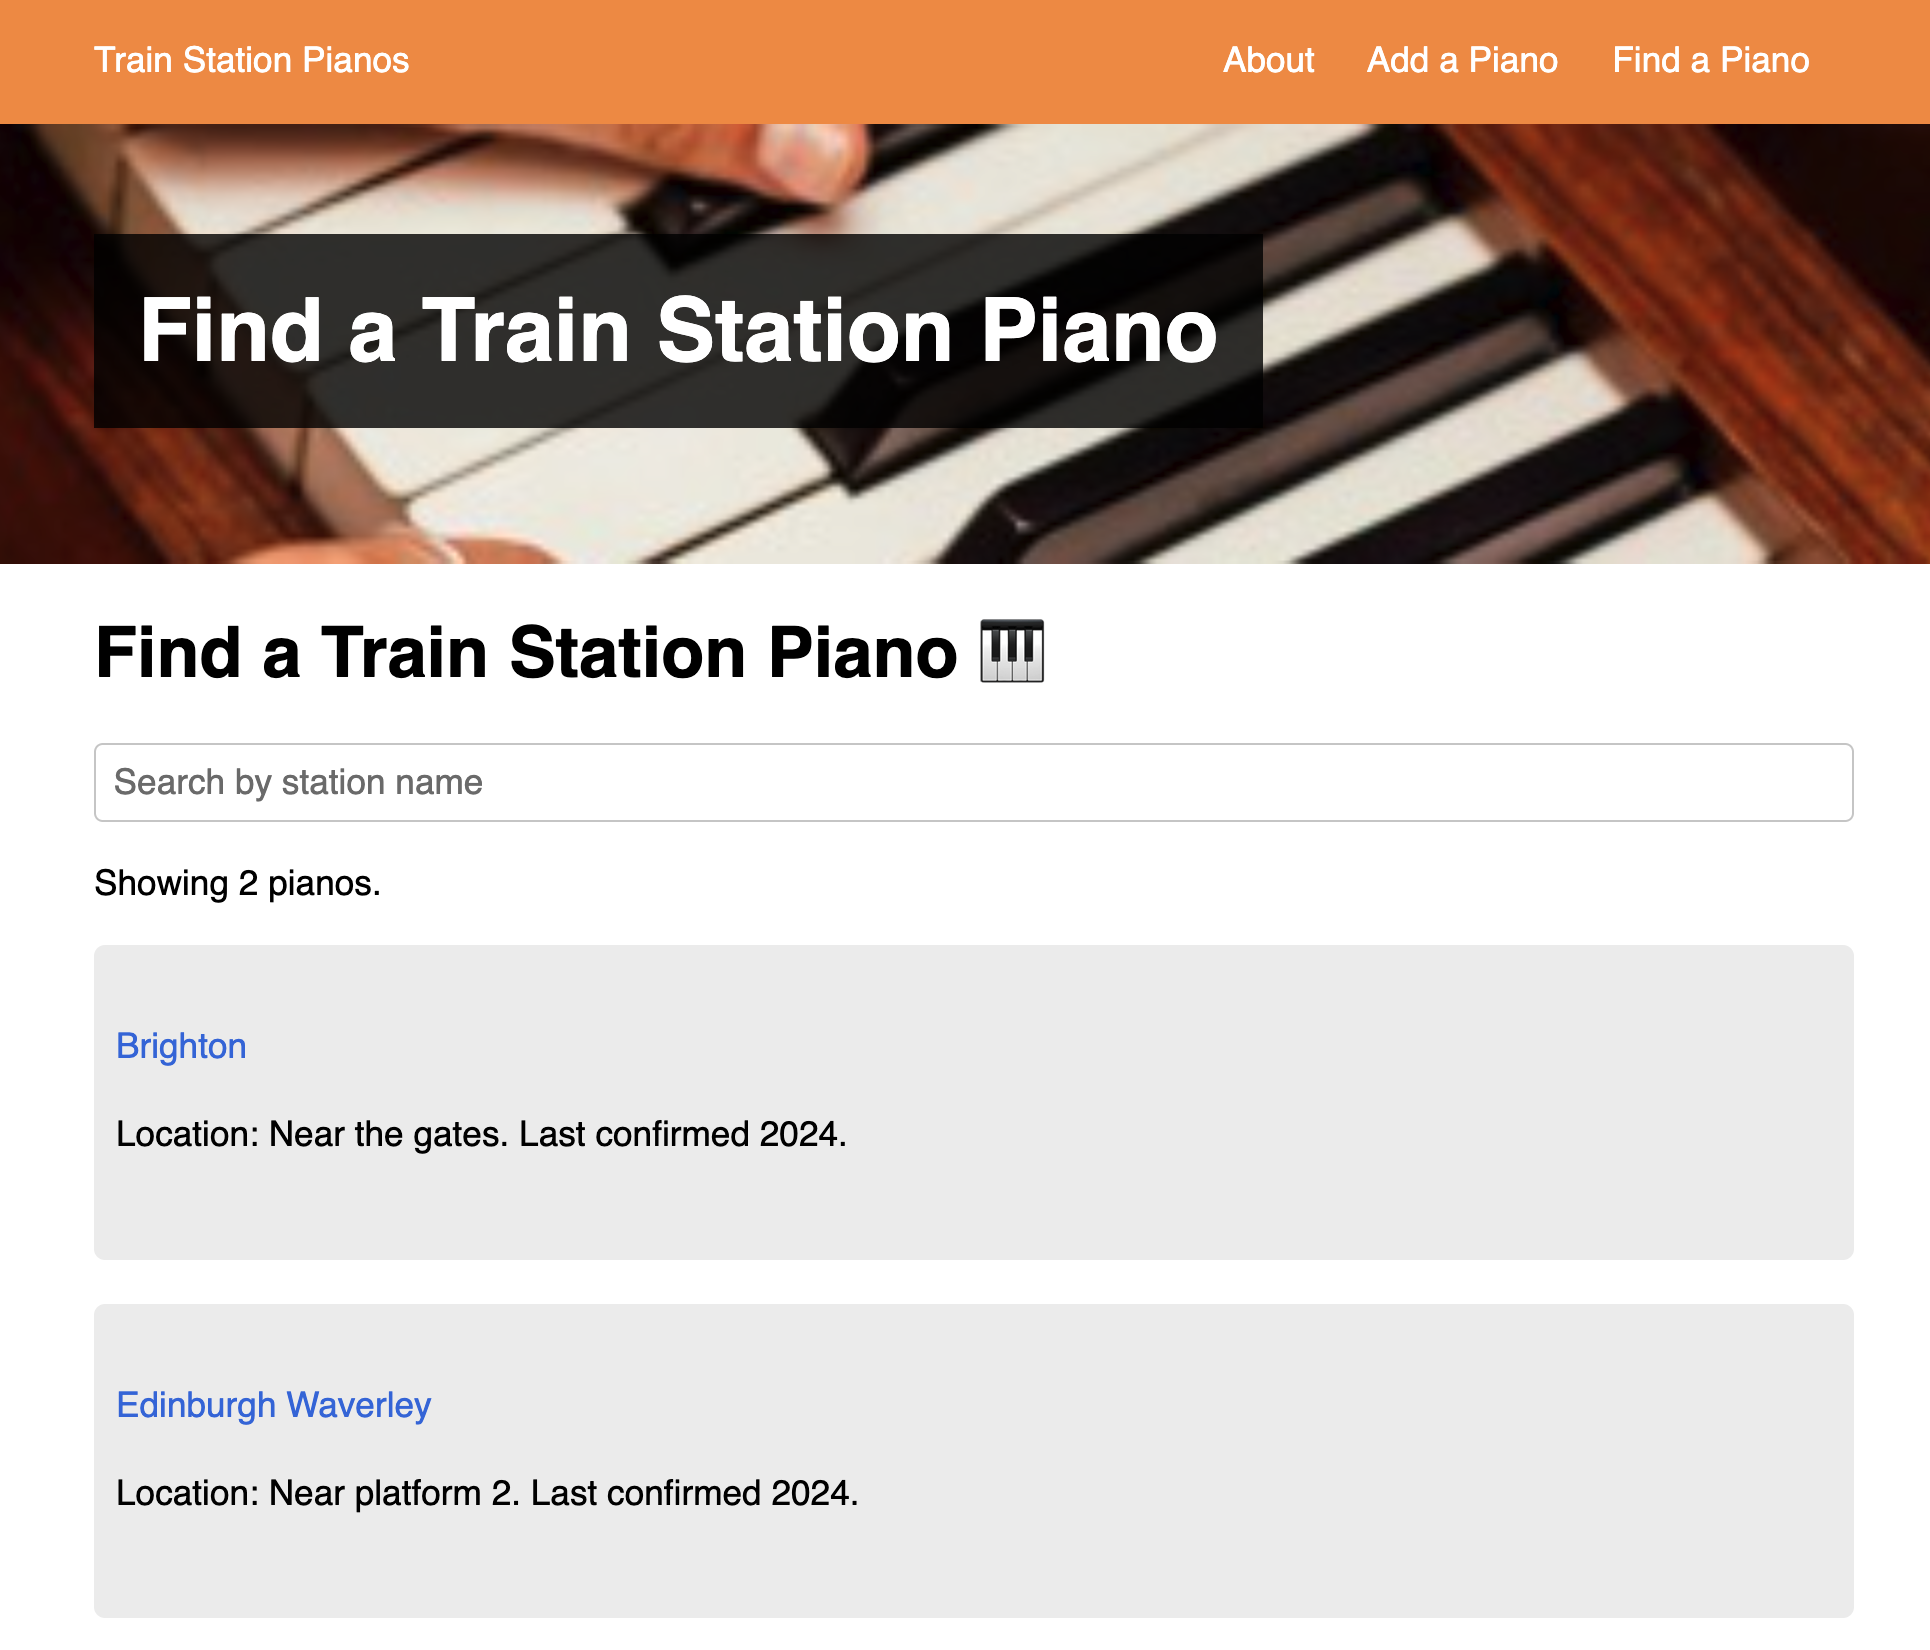 Train Station Pianos
About
Add a Piano
Find a Piano
Find a Train Station Piano
Find a Train Station Piano 🎹
Search by station name
Showing 2 pianos.
Brighton
Location: Near the gates. Last confirmed 2024.
Edinburgh Waverley
Location: Near platform 2. Last confirmed 2024.